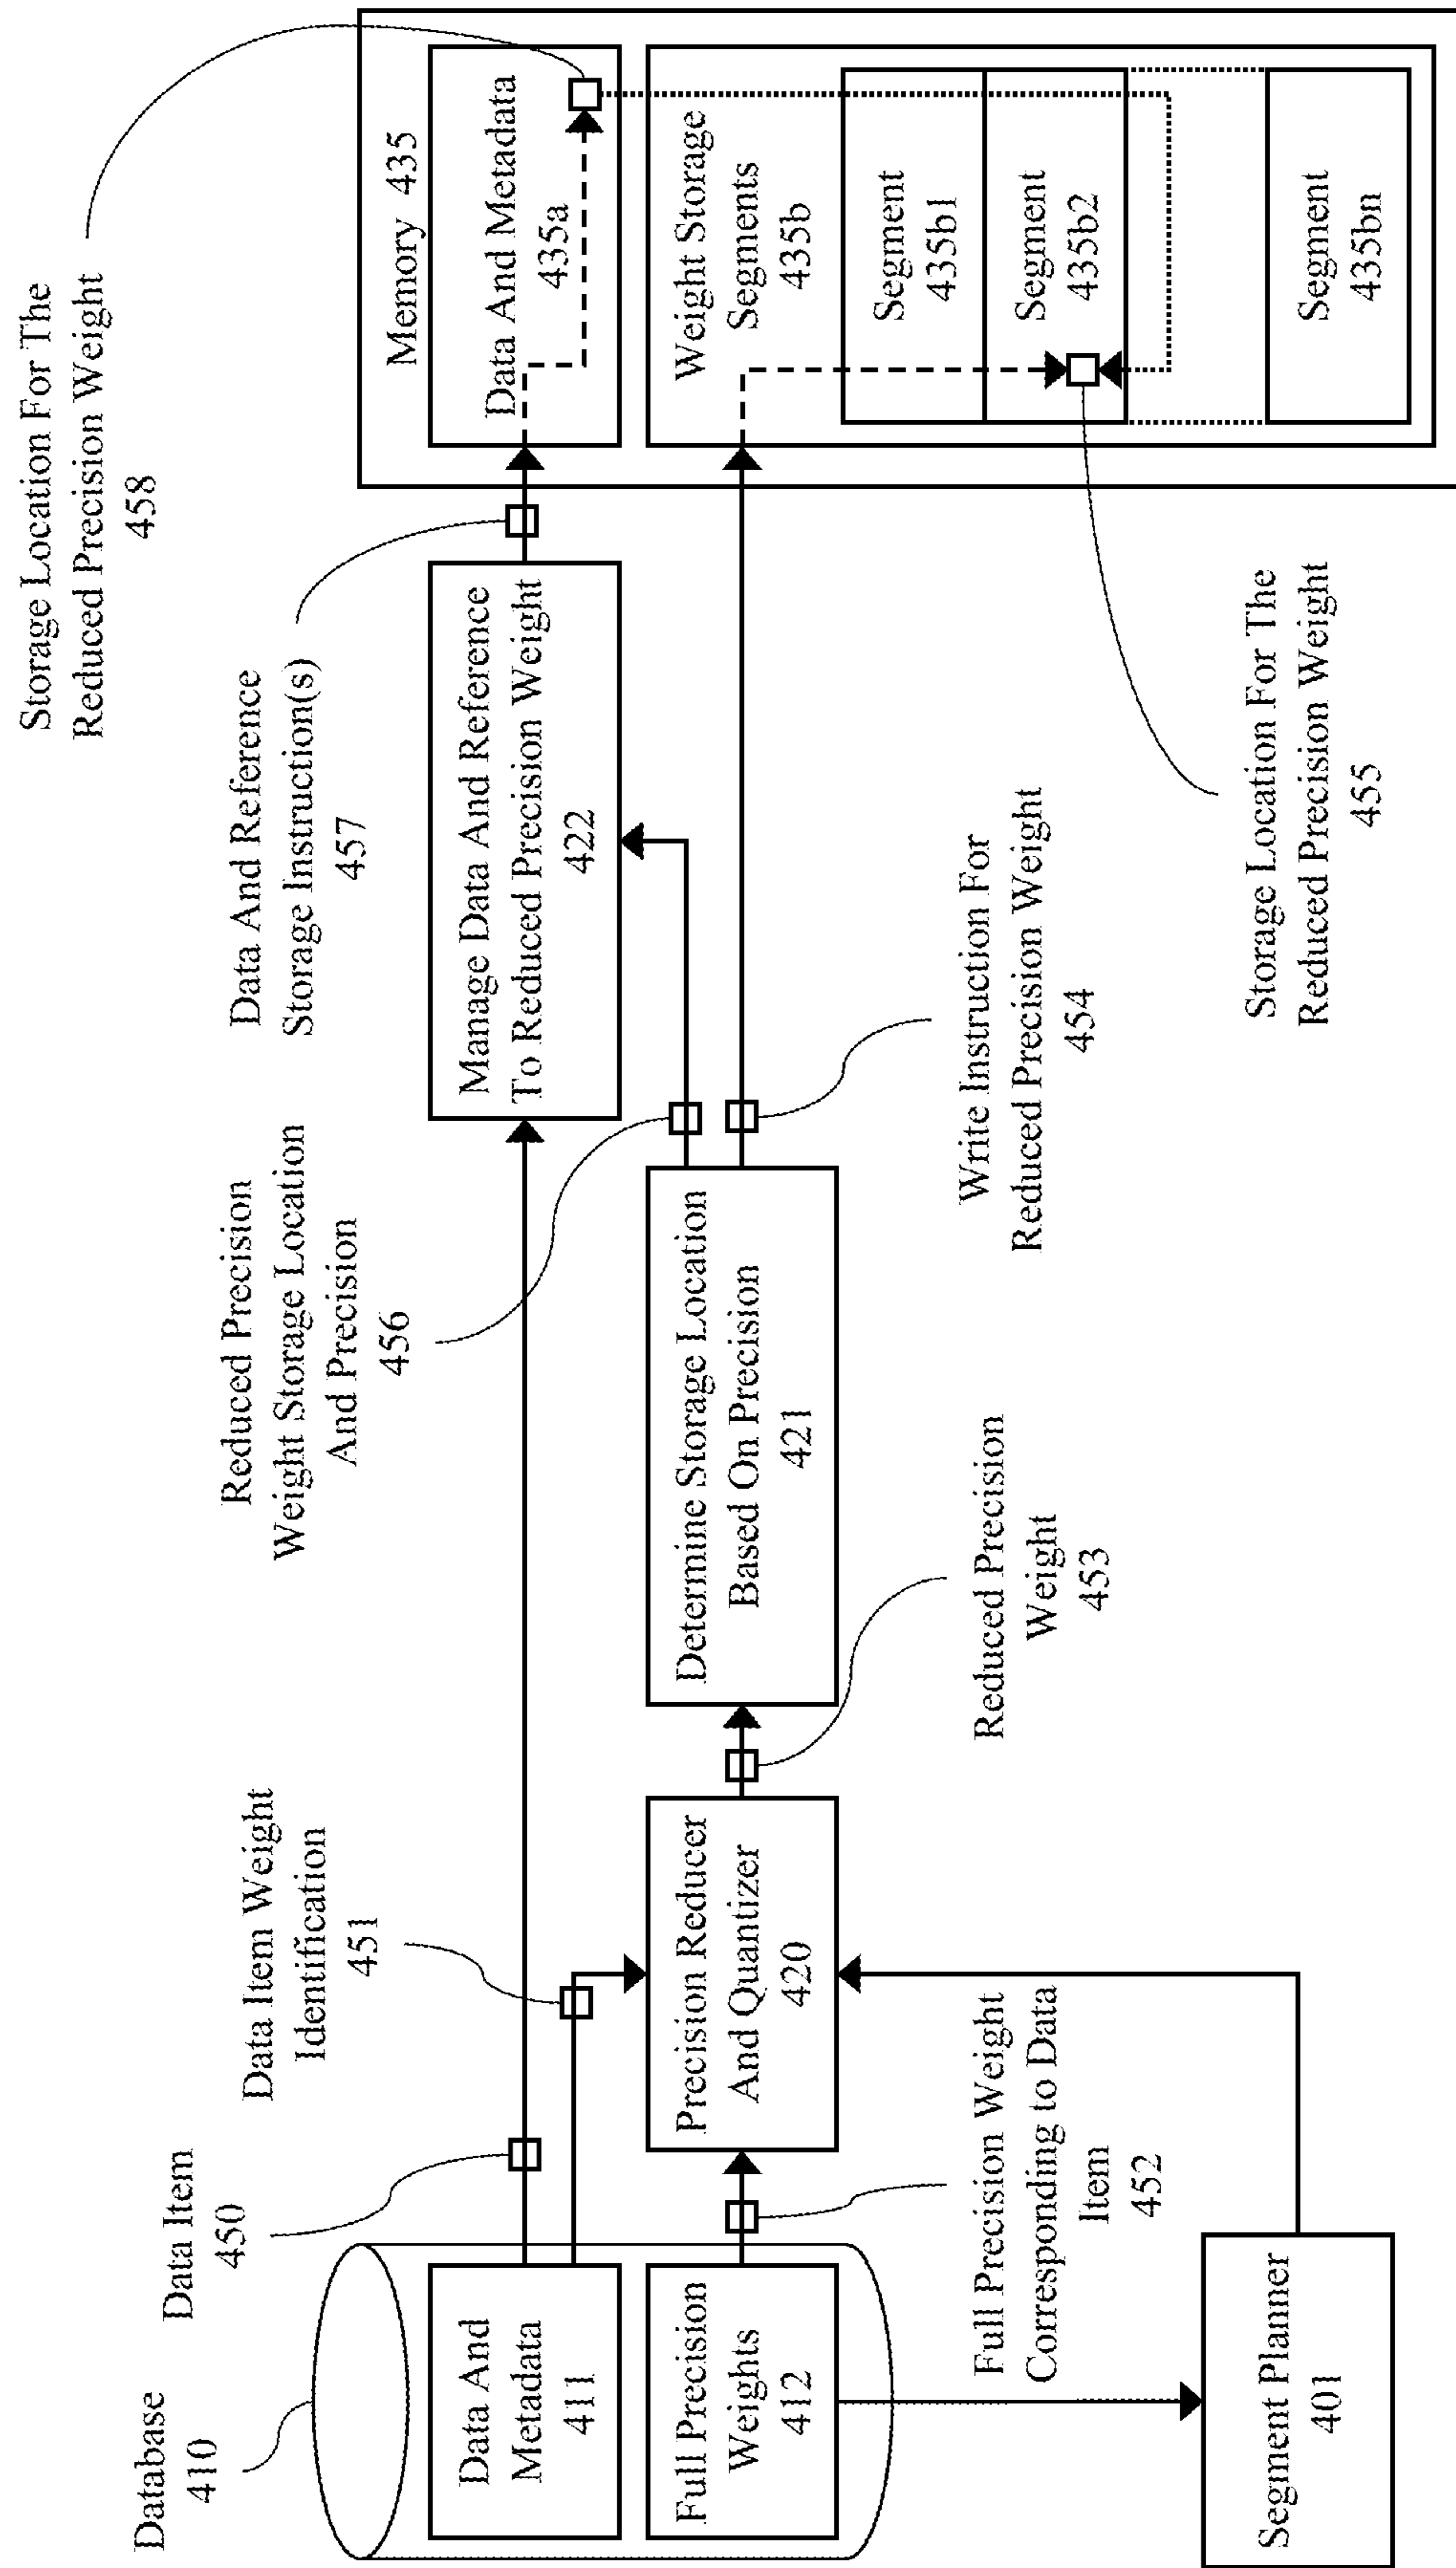 Database
410
Data Item
450
Data Item Weight
Identification
451
Reduced Precision
Weight Storage Location
And Precision
456
Data And Reference
Storage Instruction(s)
457
Storage Location For The
Reduced Precision Weight
458
Data And
Metadata
411
Full Precision
Weights
412
Precision Reducer
And Quantizer
420
Determine Storage Location
Based On Precision
421
Manage Data And Reference
To Reduced Precision Weight
422
Memory 435
Data And Metadata
435a
Weight Storage
Segments
435b
Segment
435b1
Segment
435b2
Segment
435bn
Full Precision Weight
Corresponding to Data
Item
452
Reduced Precision
Weight
453
Write Instruction For
Reduced Precision Weight
454
Storage Location For The
Reduced Precision Weight
455
Segment Planner
401